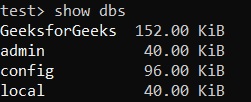 test> show dbs
GeeksforGeeks  152.00 KiB
admin           40.00 KiB
config          96.00 KiB
local           40.00 KiB